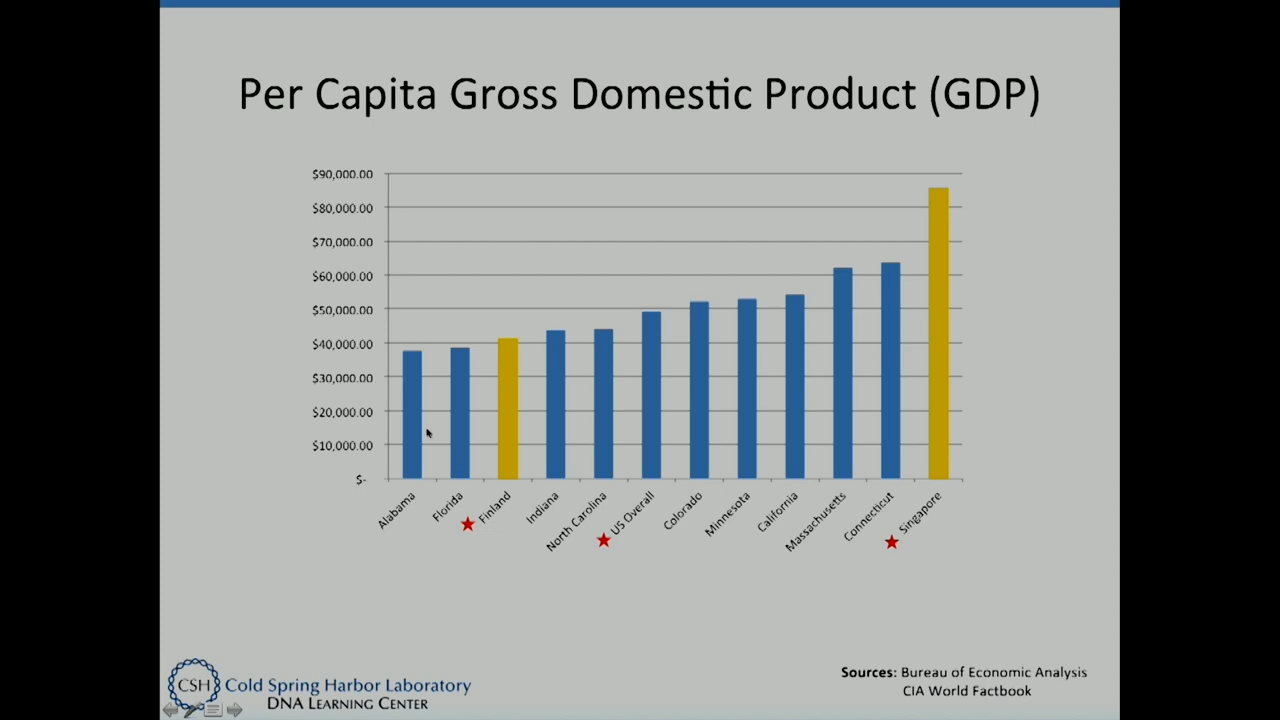 Per Capita Gross Domestic Product (GDP)
$90,000.00
$80,000.00
$70,000.00
$60,000.00
$50,000.00
$40,000.00
$30,000.00
$20,000.00
$10,000.00
$-
Alabama
Florida
Finland
Indiana
North Carolina
US Overall
Colorado
Minnesota
California
Massachusetts
Connecticut
Singapore
Sources: Bureau of Economic Analysis
CIA World Factbook
CSH Cold Spring Harbor Laboratory
DNA LEARNING CENTER